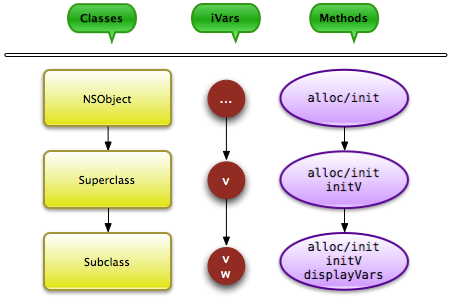 Classes iVars Methods
NSObject ... alloc/init
Superclass v alloc/init
initV
Subclass v alloc/init
w initV
displayVars